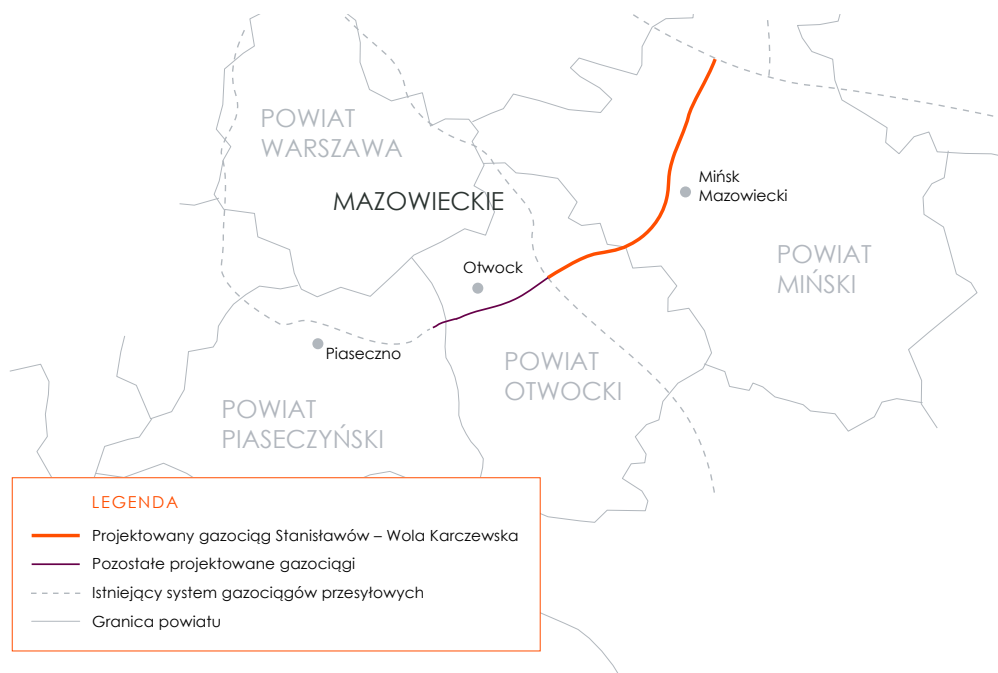 POWIAT
WARSZAWA
MAZOWIECKIE
Mińsk
Mazowiecki
POWIAT
MIŃSKI
Otwock
Piaseczno
POWIAT
OTWOCKI
POWIAT
PIASECZYŃSKI
LEGENDA
Projektowany gazociąg Stanisławów – Wola Karczewska
Pozostałe projektowane gazociągi
Istniejący system gazociągów przesyłowych
Granica powiatu